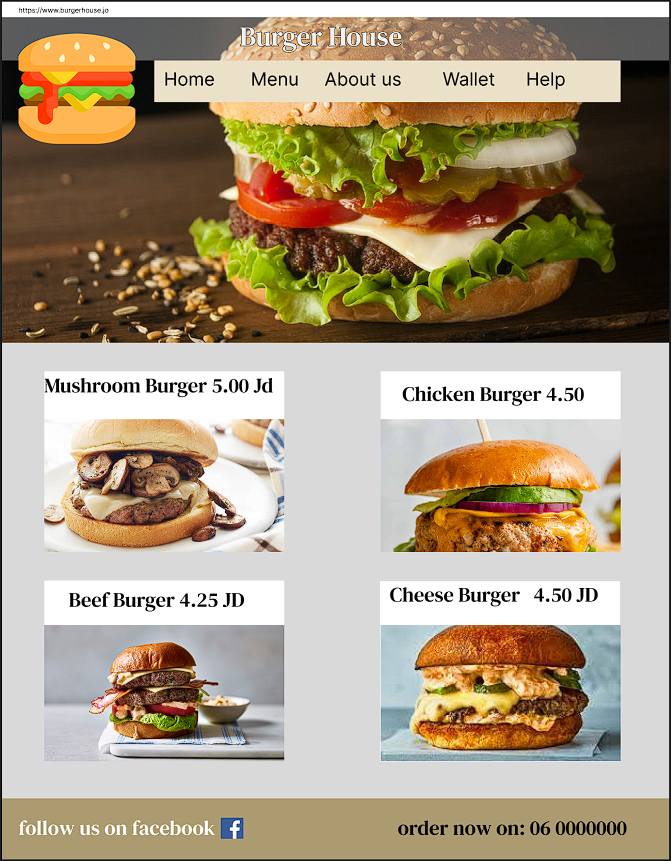 https://www.burgerhouse.jo
Burger House
Home Menu About us Wallet Help
Mushroom Burger 5.00 Jd
Chicken Burger 4.50
Beef Burger 4.25 JD
Cheese Burger 4.50 JD
follow us on facebook
order now on: 06 0000000